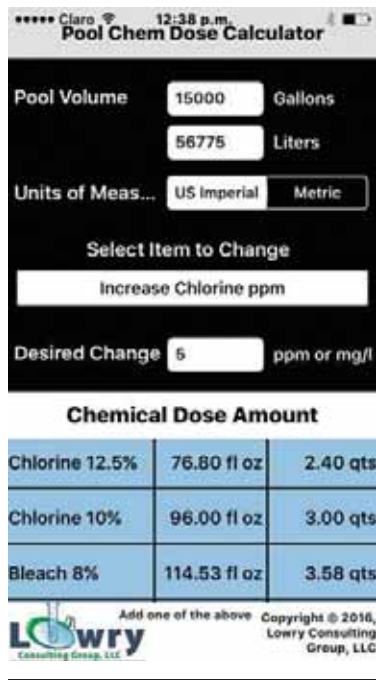 Claro 12:38 p.m.
Pool Chem Dose Calculator
Pool Volume 15000 Gallons
56775 Liters
Units of Meas... US Imperial Metric
Select Item to Change
Increase Chlorine ppm
Desired Change 5 ppm or mg/l
Chemical Dose Amount
Chlorine 12.5% 76.80 fl oz 2.40 qts
Chlorine 10% 96.00 fl oz 3.00 qts
Bleach 8% 114.53 fl oz 3.58 qts
Lowry
Consulting Group, LLC
Add one of the above
Copyright © 2016,
Lowry Consulting
Group, LLC